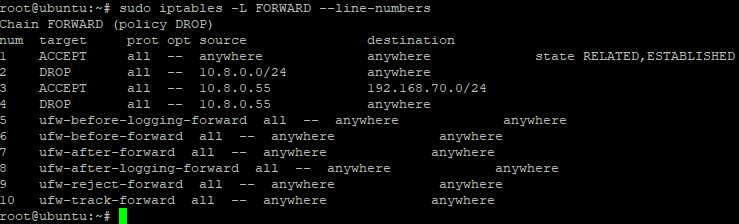 root@ubuntu:~# sudo iptables -L FORWARD --line-numbers
Chain FORWARD (policy DROP)
num  target     prot opt source               destination
1    ACCEPT     all  --  anywhere             anywhere             state RELATED,ESTABLISHED
2    DROP       all  --  10.8.0.0/24          anywhere
3    ACCEPT     all  --  10.8.0.55            192.168.70.0/24
4    DROP       all  --  10.8.0.55            anywhere
5    ufw-before-logging-forward  all  --  anywhere             anywhere
6    ufw-before-forward  all  --  anywhere             anywhere
7    ufw-after-forward  all  --  anywhere             anywhere
8    ufw-after-logging-forward  all  --  anywhere             anywhere
9    ufw-reject-forward  all  --  anywhere             anywhere
10   ufw-track-forward  all  --  anywhere             anywhere
root@ubuntu:~#